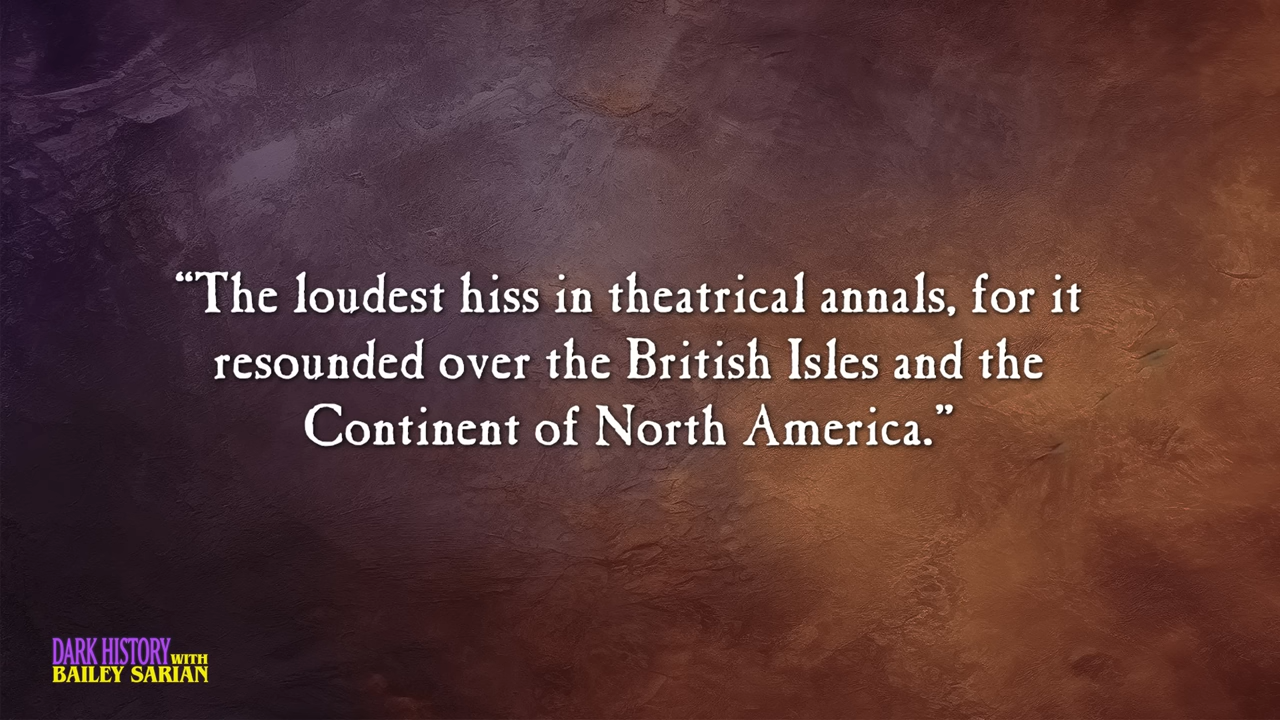 “The loudest hiss in theatrical annals, for it
resounded over the British Isles and the
Continent of North America.”
DARK HISTORY WITH
BAILEY SARIAN